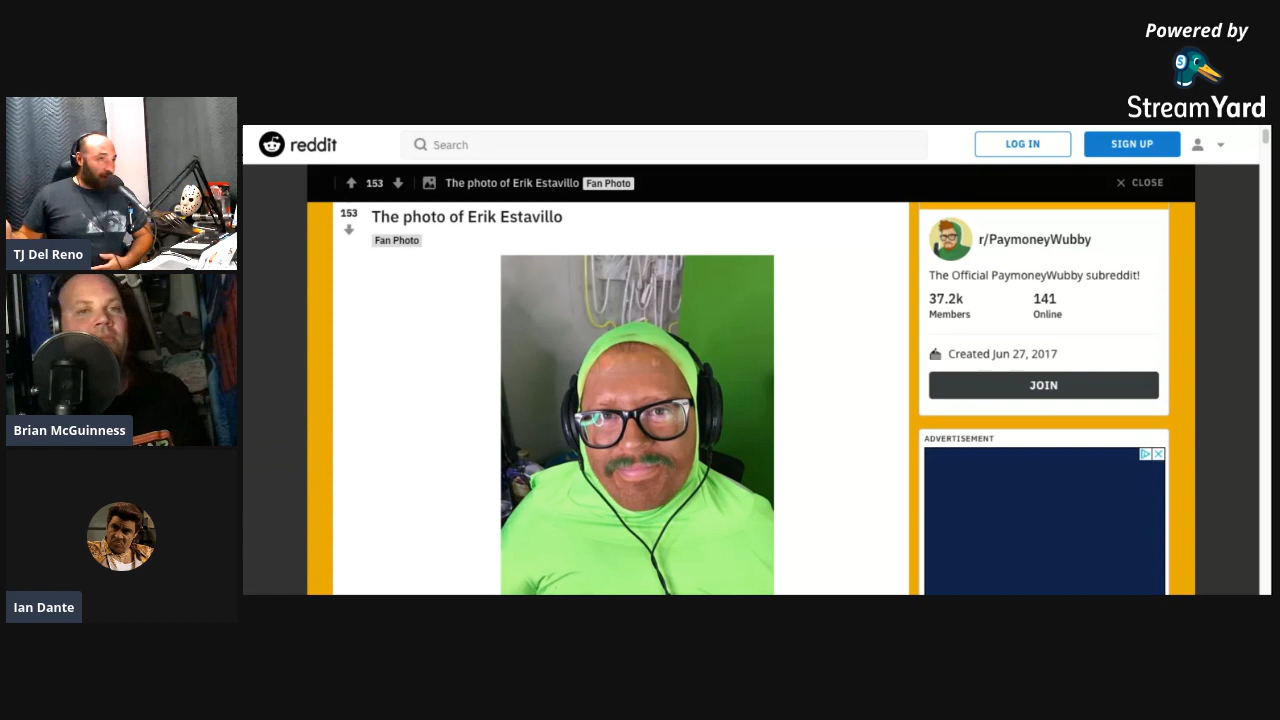 Powered by
StreamYard
TJ Del Reno
Brian McGuinness
Ian Dante
reddit
Search
LOG IN
SIGN UP
153
The photo of Erik Estavillo
Fan Photo
CLOSE
153
The photo of Erik Estavillo
Fan Photo
r/PaymoneyWubby
The Official PaymoneyWubby subreddit!
37.2k
141
Members
Online
Created Jun 27, 2017
JOIN
ADVERTISEMENT